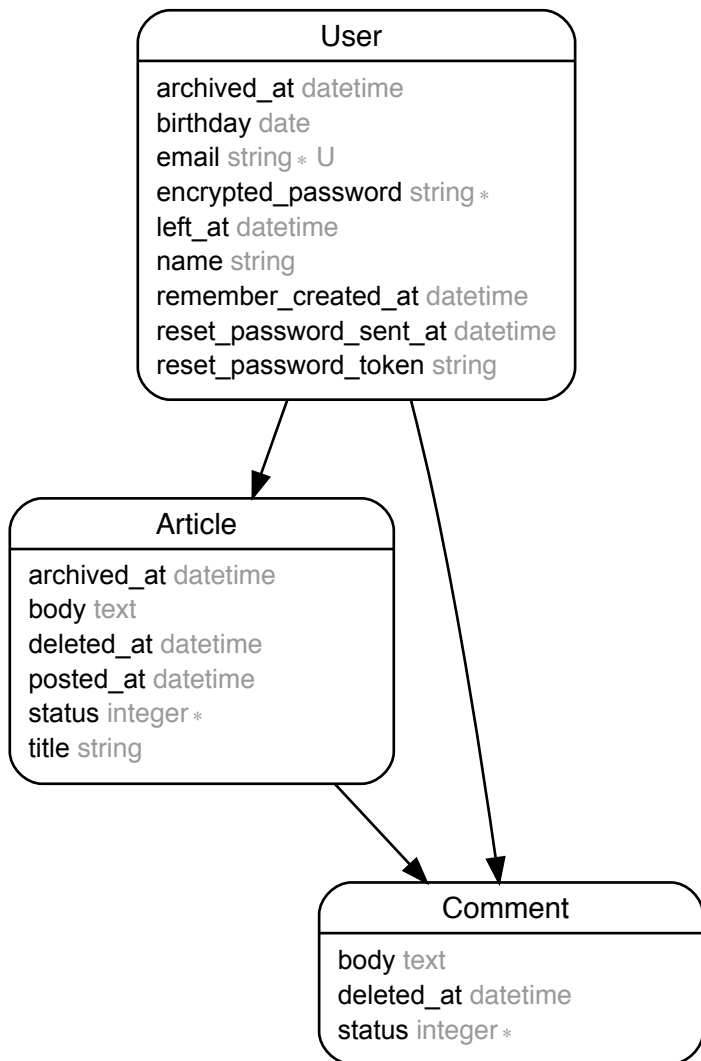 User
archived_at datetime
birthday date
email string * U
encrypted_password string *
left_at datetime
name string
remember_created_at datetime
reset_password_sent_at datetime
reset_password_token string
Article
archived_at datetime
body text
deleted_at datetime
posted_at datetime
status integer *
title string
Comment
body text
deleted_at datetime
status integer *